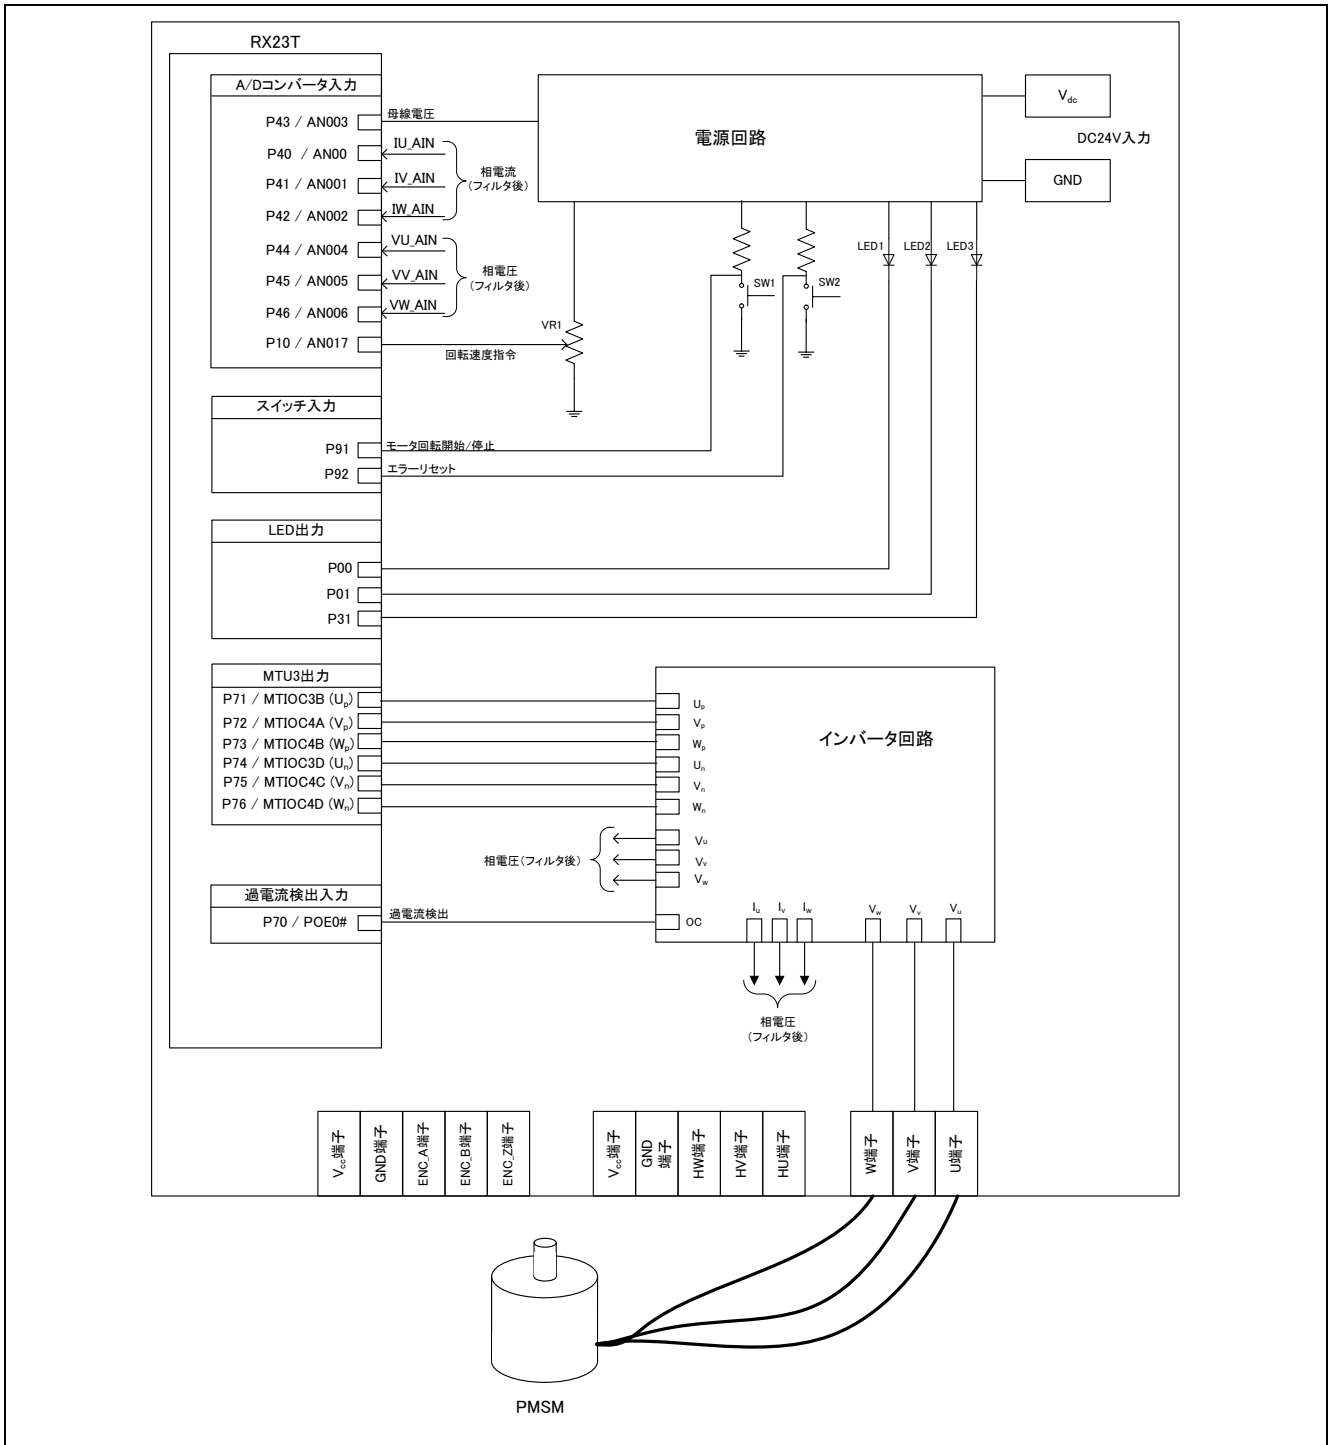 RX23T
A/Dコンバータ入力
P43 / AN003
P40 / AN00
P41 / AN001
P42 / AN002
P44 / AN004
P45 / AN005
P46 / AN006
P10 / AN017
母線電圧
IU_AIN
IV_AIN
IW_AIN
相電流
(フィルタ後)
VU_AIN
VV_AIN
VW_AIN
相電圧
(フィルタ後)
回転速度指令
VR1
電源回路
Vdc
DC24V入力
GND
SW1
SW2
LED1
LED2
LED3
スイッチ入力
P91
P92
モータ回転開始/停止
エラーリセット
LED出力
P00
P01
P31
MTU3出力
P71 / MTIOC3B (Up)
P72 / MTIOC4A (Vp)
P73 / MTIOC4B (Wp)
P74 / MTIOC3D (Un)
P75 / MTIOC4C (Vn)
P76 / MTIOC4D (Wn)
インバータ回路
Up
Vp
Wp
Un
Vn
Wn
Vu
Vv
Vw
相電圧(フィルタ後)
過電流検出入力
P70 / POE0#
過電流検出
OC
Iu Iv Iw
Vw Vv Vu
相電圧
(フィルタ後)
Vcc端子
GND端子
ENC_A端子
ENC_B端子
ENC_Z端子
Vcc端子
GND
端子
HW端子
HV端子
HU端子
W端子
V端子
U端子
PMSM